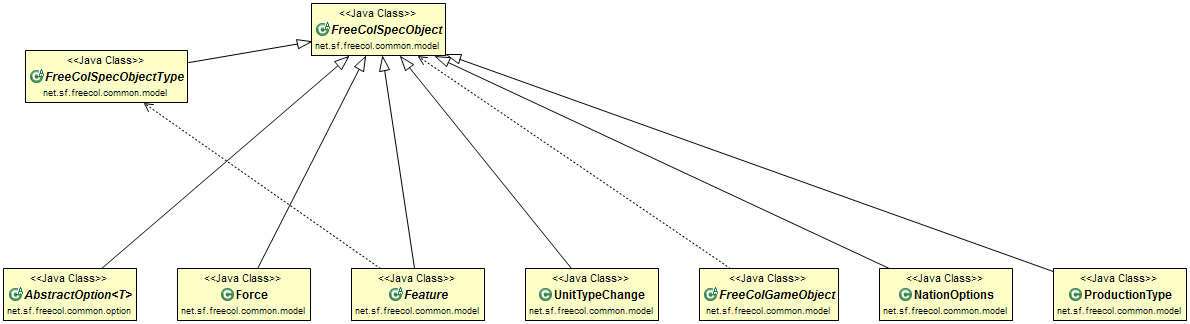 <<Java Class>>
FreeColSpecObject
net.sf.freecol.common.model
<<Java Class>>
FreeColSpecObjectType
net.sf.freecol.common.model
<<Java Class>>
AbstractOption<T>
net.sf.freecol.common.option
<<Java Class>>
Force
net.sf.freecol.common.model
<<Java Class>>
Feature
net.sf.freecol.common.model
<<Java Class>>
UnitTypeChange
net.sf.freecol.common.model
<<Java Class>>
FreeColGameObject
net.sf.freecol.common.model
<<Java Class>>
NationOptions
net.sf.freecol.common.model
<<Java Class>>
ProductionType
net.sf.freecol.common.model